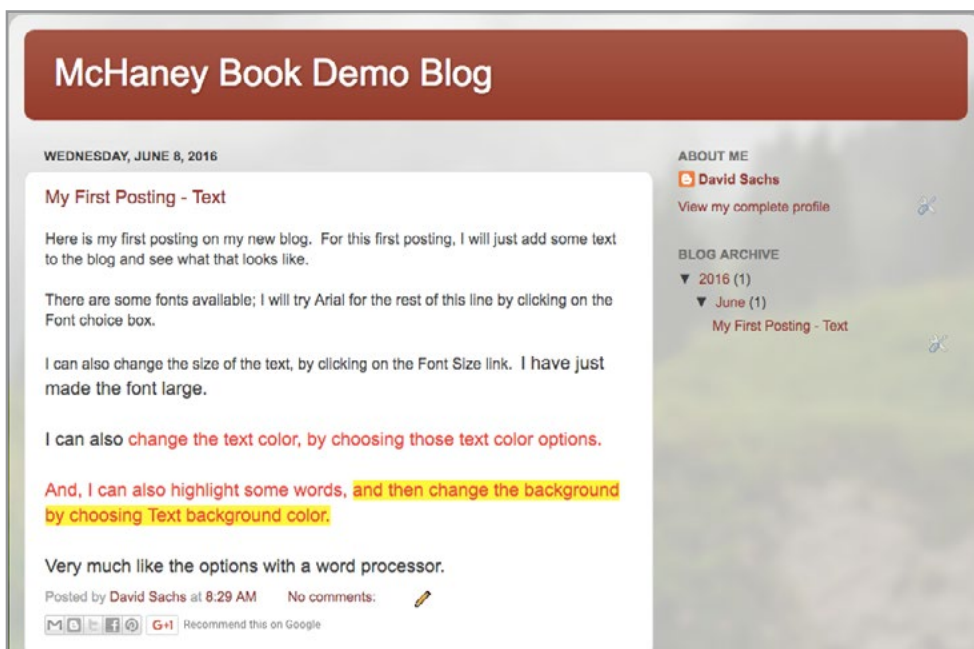 McHaney Book Demo Blog
WEDNESDAY, JUNE 8, 2016
My First Posting - Text
Here is my first posting on my new blog.  For this first posting, I will just add some text
to the blog and see what that looks like.
There are some fonts available; I will try Arial for the rest of this line by clicking on the
Font choice box.
I can also change the size of the text, by clicking on the Font Size link.  I have just
made the font large.
I can also change the text color, by choosing those text color options.
And, I can also highlight some words, and then change the background
by choosing Text background color.
Very much like the options with a word processor.
Posted by David Sachs at 8:29 AM No comments:
G+1 Recommend this on Google
ABOUT ME
David Sachs
View my complete profile
BLOG ARCHIVE
▼ 2016 (1)
▼ June (1)
My First Posting - Text